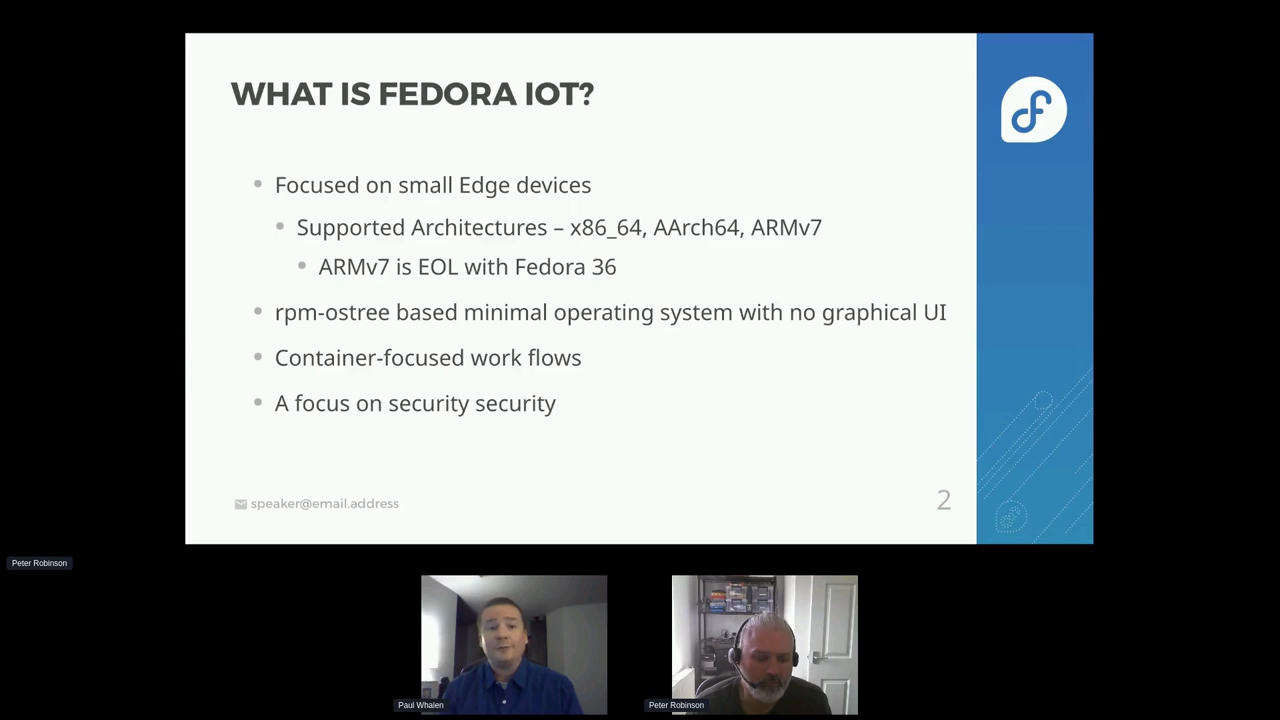 WHAT IS FEDORA IOT?
Focused on small Edge devices
Supported Architectures – x86_64, AArch64, ARMv7
ARMv7 is EOL with Fedora 36
rpm-ostree based minimal operating system with no graphical UI
Container-focused work flows
A focus on security security
speaker@email.address
2
Peter Robinson
Paul Whalen
Peter Robinson